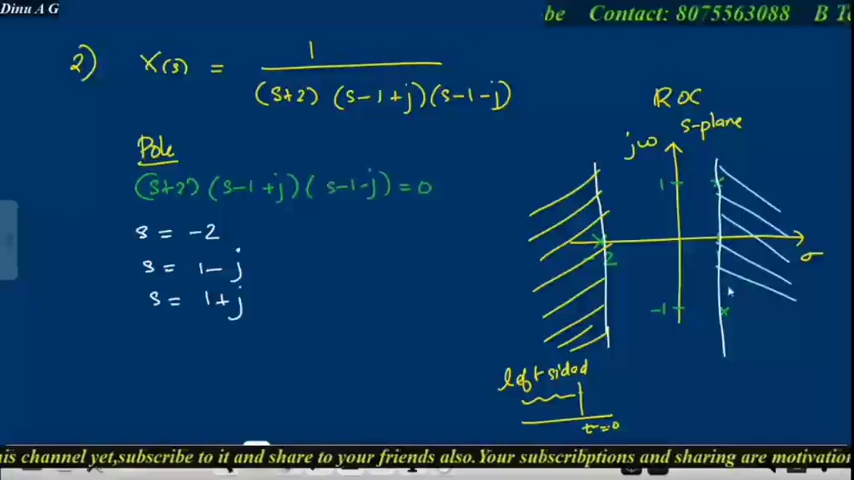 Dinu A G
be Contact: 8075563088 B Te
2) X(s) = 1 / (s+2) (s-1+j)(s-1-j)
ROC
s-plane
jω
Pole
(s+2) (s-1+j) (s-1-j) = 0
s = -2
s = 1-j
s = 1+j
1
-2
σ
-1
left sided
t=0
his channel yet,subscribe to it and share to your friends also.Your subscribptions and sharing are motivation